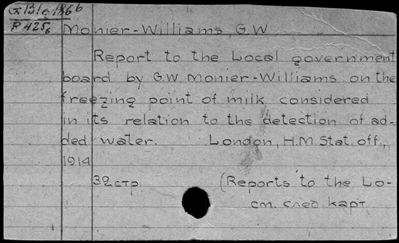 Monier-Williams, G.W
Report to the Local government
board by G.W Monier-Williams on the
freezing point of milk considered
in its relation to the detection of ad-
ded water. London, H.M Stat. off.,
1914
32 стр (Reports to the Lo-
см. след карт